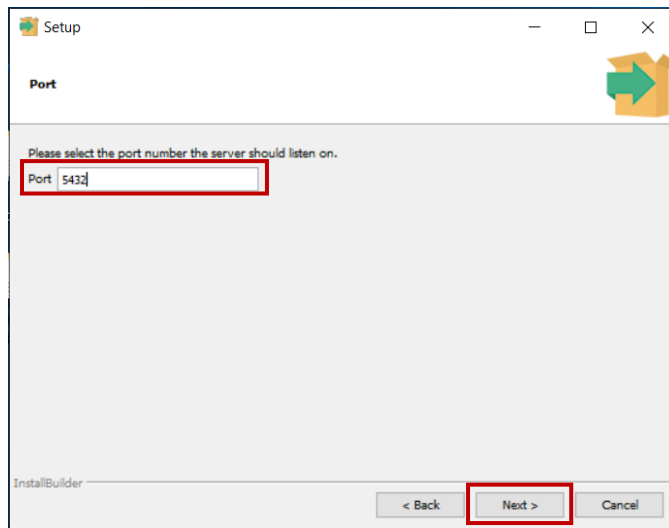 Setup
Port
Please select the port number the server should listen on.
Port 5432
InstallBuilder
< Back Next > Cancel